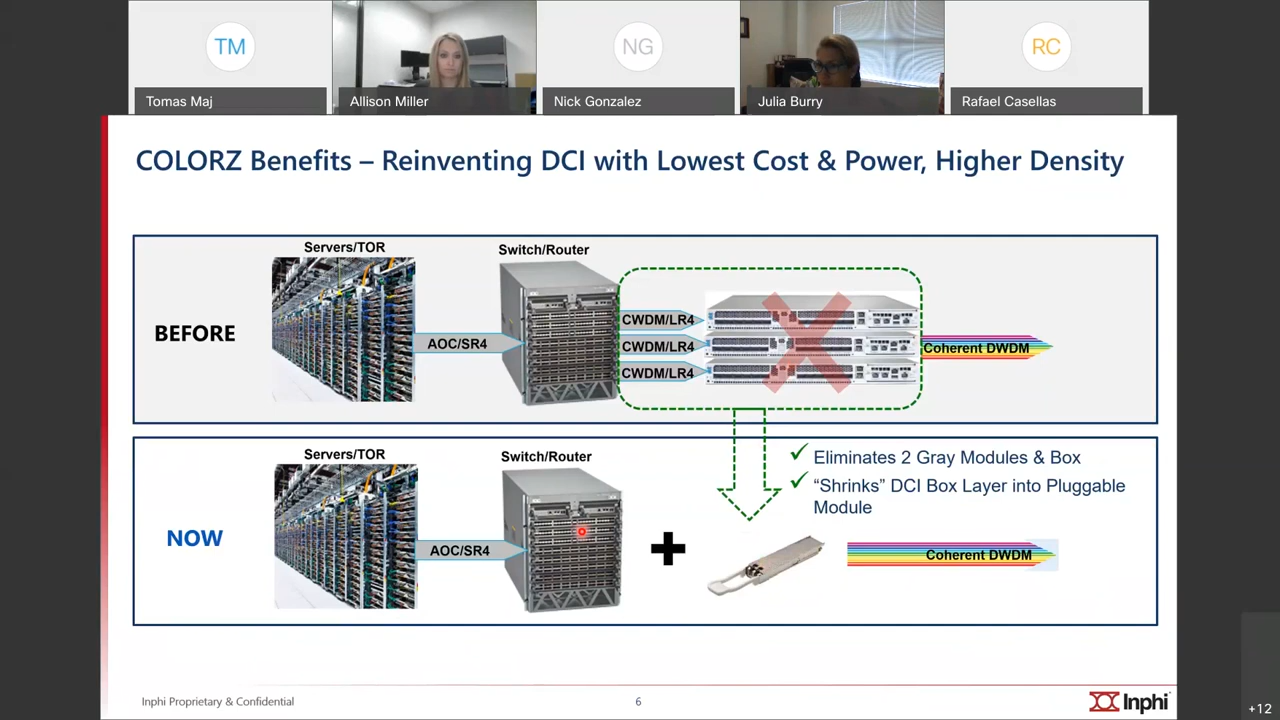 TM
NG
RC
Tomas Maj
Allison Miller
Nick Gonzalez
Julia Burry
Rafael Casellas
COLORZ Benefits – Reinventing DCI with Lowest Cost & Power, Higher Density
Servers/TOR
Switch/Router
BEFORE
AOC/SR4
CWDM/LR4
CWDM/LR4
CWDM/LR4
Coherent DWDM
Servers/TOR
Switch/Router
✓ Eliminates 2 Gray Modules & Box
✓ “Shrinks” DCI Box Layer into Pluggable
Module
NOW
AOC/SR4
Coherent DWDM
Inphi Proprietary & Confidential
6
Inphi
+12